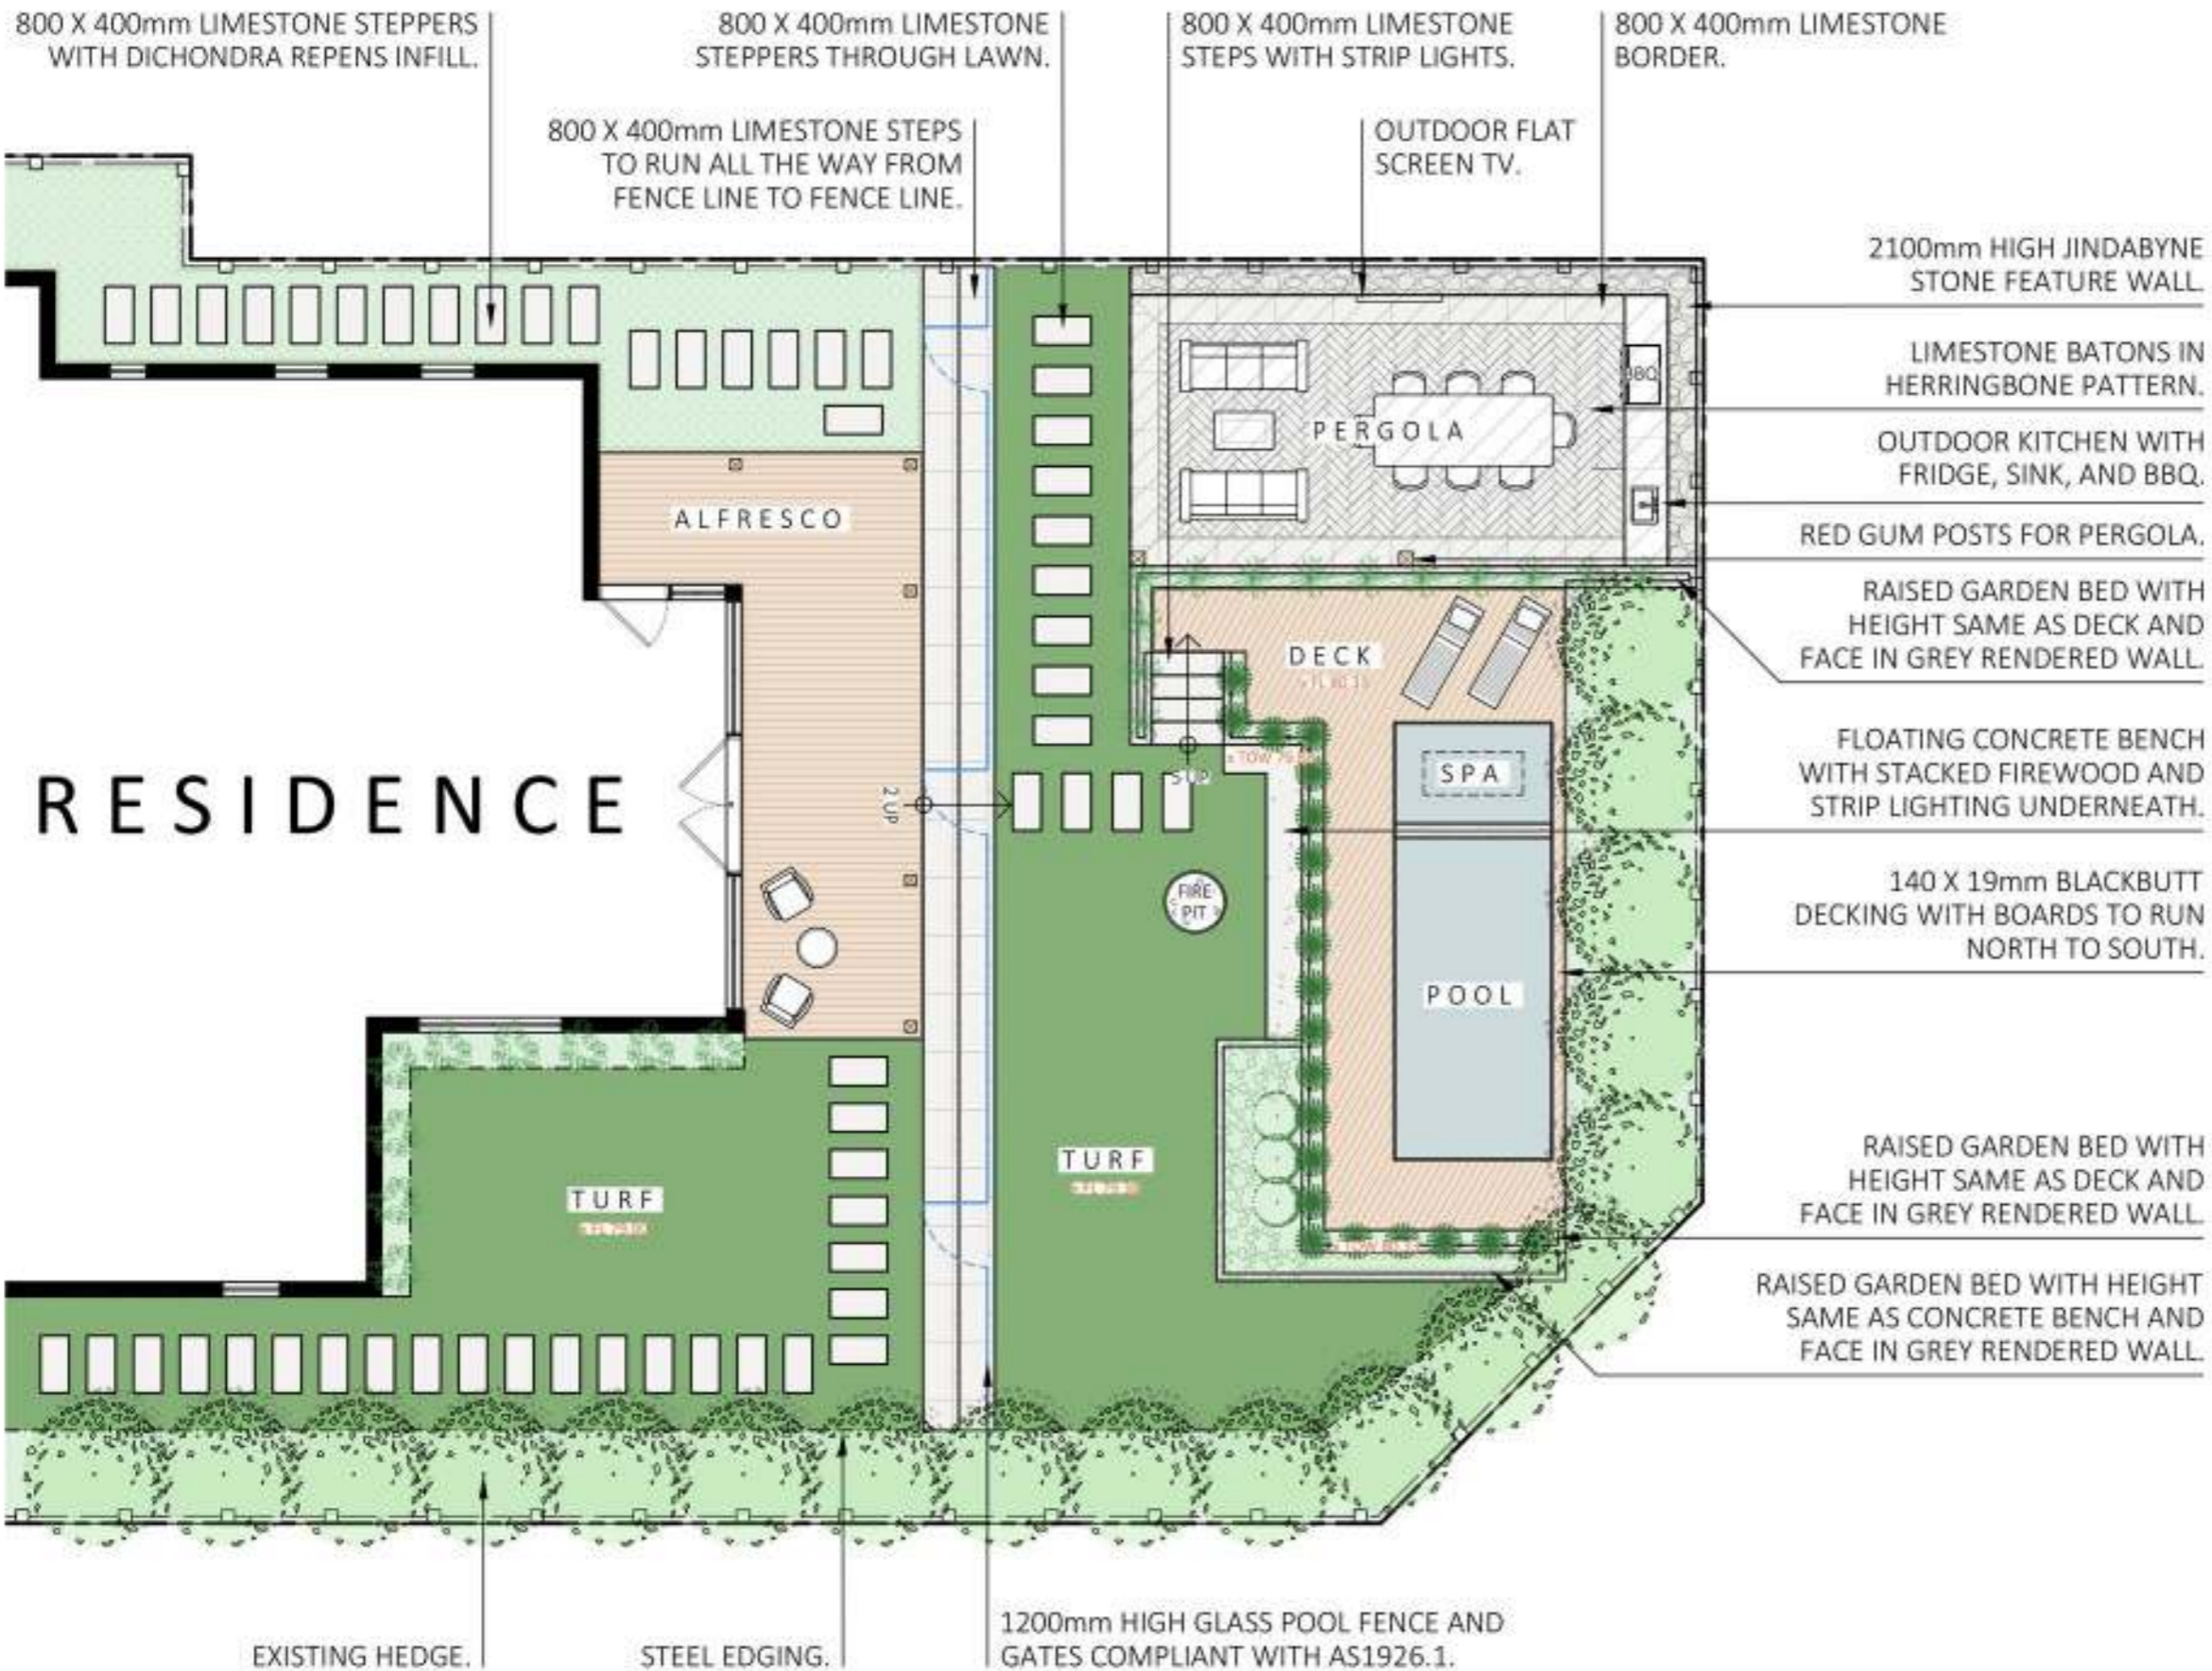 800 X 400mm LIMESTONE STEPPERS
WITH DICHONDRA REPENS INFILL.
800 X 400mm LIMESTONE
STEPPERS THROUGH LAWN.
800 X 400mm LIMESTONE
STEPS WITH STRIP LIGHTS.
800 X 400mm LIMESTONE
BORDER.
800 X 400mm LIMESTONE STEPS
TO RUN ALL THE WAY FROM
FENCE LINE TO FENCE LINE.
OUTDOOR FLAT
SCREEN TV.
2100mm HIGH JINDABYNE
STONE FEATURE WALL.
LIMESTONE BATONS IN
HERRINGBONE PATTERN.
BBQ
PERGOLA
OUTDOOR KITCHEN WITH
FRIDGE, SINK, AND BBQ.
ALFRESCO
RED GUM POSTS FOR PERGOLA.
RAISED GARDEN BED WITH
HEIGHT SAME AS DECK AND
FACE IN GREY RENDERED WALL.
DECK
FLOATING CONCRETE BENCH
WITH STACKED FIREWOOD AND
STRIP LIGHTING UNDERNEATH.
SPA
5 UP
RESIDENCE
2 UP
FIRE
PIT
140 X 19mm BLACKBUTT
DECKING WITH BOARDS TO RUN
NORTH TO SOUTH.
POOL
TURF
TURF
RAISED GARDEN BED WITH
HEIGHT SAME AS DECK AND
FACE IN GREY RENDERED WALL.
RAISED GARDEN BED WITH HEIGHT
SAME AS CONCRETE BENCH AND
FACE IN GREY RENDERED WALL.
EXISTING HEDGE.
STEEL EDGING.
1200mm HIGH GLASS POOL FENCE AND
GATES COMPLIANT WITH AS1926.1.